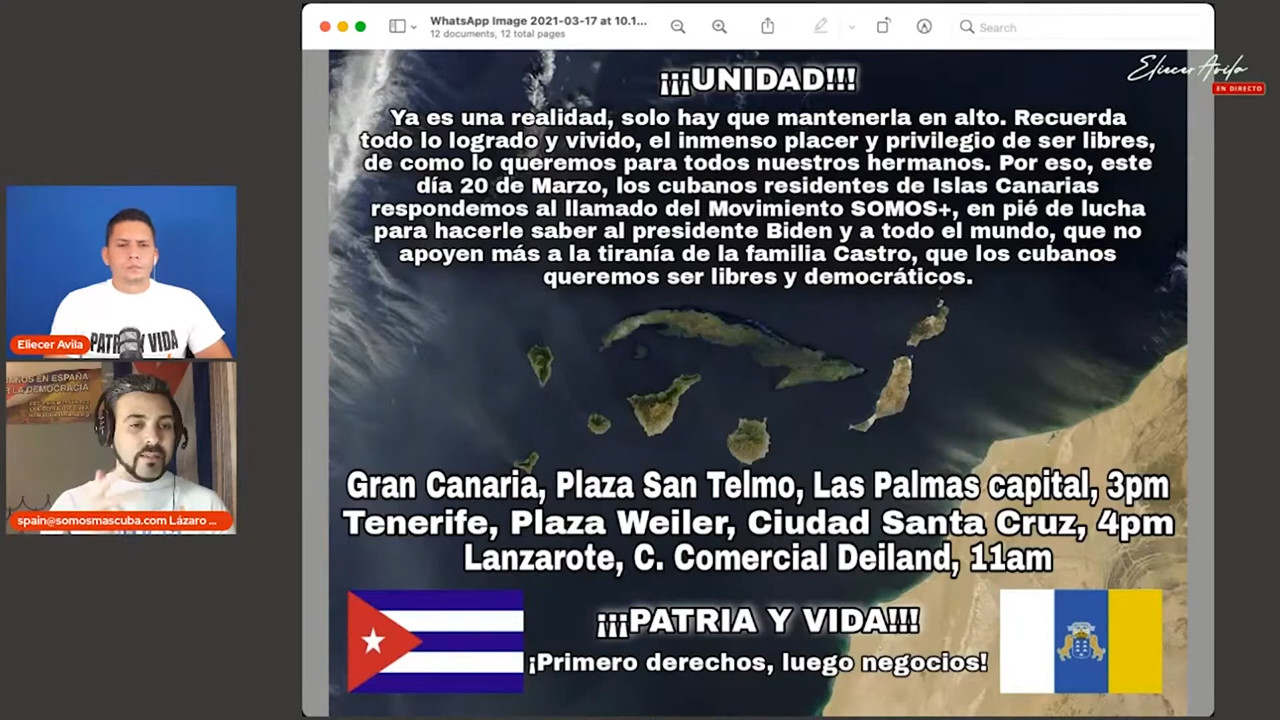 WhatsApp Image 2021-03-17 at 10.1...
12 documents, 12 total pages
Search
Eliecer Avila
EN DIRECTO
¡¡¡UNIDAD!!!
Ya es una realidad, solo hay que mantenerla en alto. Recuerda
todo lo logrado y vivido, el inmenso placer y privilegio de ser libres,
de como lo queremos para todos nuestros hermanos. Por eso, este
día 20 de Marzo, los cubanos residentes de Islas Canarias
respondemos al llamado del Movimiento SOMOS+, en pié de lucha
para hacerle saber al presidente Biden y a todo el mundo, que no
apoyen más a la tiranía de la familia Castro, que los cubanos
queremos ser libres y democráticos.
PATRIA Y VIDA
Eliecer Avila
ANOS EN ESPAÑA
LA DEMOCRACIA
spain@somosmascuba.com Lázaro ...
Gran Canaria, Plaza San Telmo, Las Palmas capital, 3pm
Tenerife, Plaza Weiler, Ciudad Santa Cruz, 4pm
Lanzarote, C. Comercial Deiland, 11am
¡¡¡PATRIA Y VIDA!!!
¡Primero derechos, luego negocios!